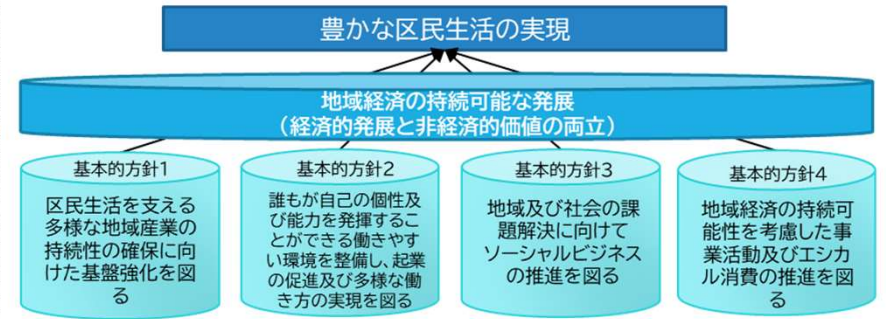 豊かな区民生活の実現
地域経済の持続可能な発展
（経済的発展と非経済的価値の両立）
基本的方針1
区民生活を支える
多様な地域産業の
持続性の確保に向
けた基盤強化を図
る
基本的方針2
誰もが自己の個性及
び能力を発揮するこ
とができる働きやす
い環境を整備し、起業
の促進及び多様な働
き方の実現を図る
基本的方針3
地域及び社会の課
題解決に向けて
ソーシャルビジネス
の推進を図る
基本的方針4
地域経済の持続可
能性を考慮した事
業活動及びエシカ
ル消費の推進を図
る